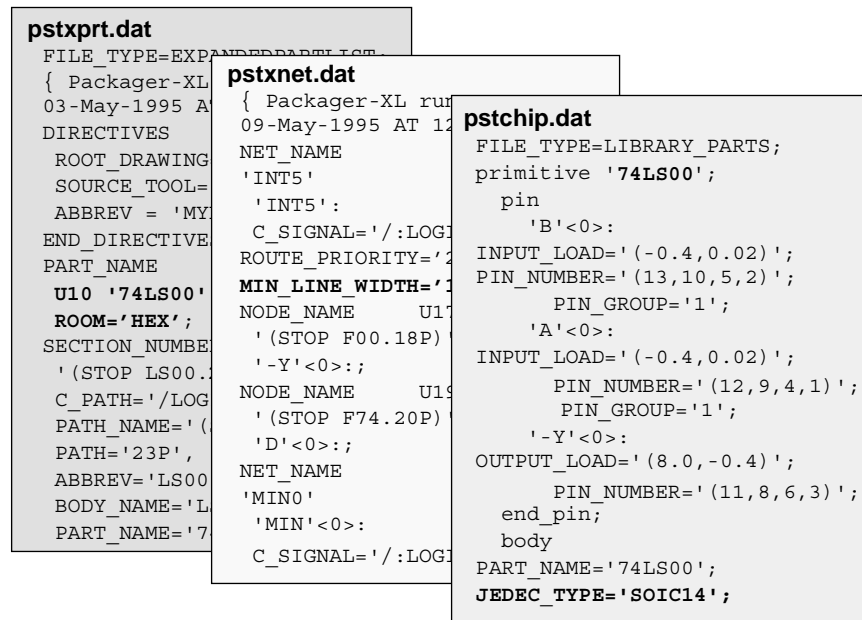 pstxprt.dat
FILE_TYPE=EXPANDEDPARTLIST;
{ Packager-XL
03-May-1995 A
DIRECTIVES
ROOT_DRAWING
SOURCE_TOOL=
ABBREV = 'MY
END_DIRECTIVE
PART_NAME
U10 '74LS00'
ROOM=’HEX’;
SECTION_NUMBE
'(STOP LS00.
C_PATH='/LOG
PATH_NAME='(
PATH='23P',
ABBREV='LS00
BODY_NAME='L
PART_NAME='7
pstxnet.dat
{ Packager-XL run
09-May-1995 AT 12
NET_NAME
'INT5'
'INT5':
C_SIGNAL='/:LOGI
ROUTE_PRIORITY=’2
MIN_LINE_WIDTH=’1
NODE_NAME U17
'(STOP F00.18P)'
'-Y'<0>:;
NODE_NAME U19
'(STOP F74.20P)'
'D'<0>:;
NET_NAME
'MIN0'
'MIN'<0>:
C_SIGNAL='/:LOGI
pstchip.dat
FILE_TYPE=LIBRARY_PARTS;
primitive '74LS00';
pin
'B'<0>:
INPUT_LOAD='(-0.4,0.02)';
PIN_NUMBER='(13,10,5,2)';
PIN_GROUP='1';
'A'<0>:
INPUT_LOAD='(-0.4,0.02)';
PIN_NUMBER='(12,9,4,1)';
PIN_GROUP='1';
'-Y'<0>:
OUTPUT_LOAD='(8.0,-0.4)';
PIN_NUMBER='(11,8,6,3)';
end_pin;
body
PART_NAME='74LS00';
JEDEC_TYPE='SOIC14';